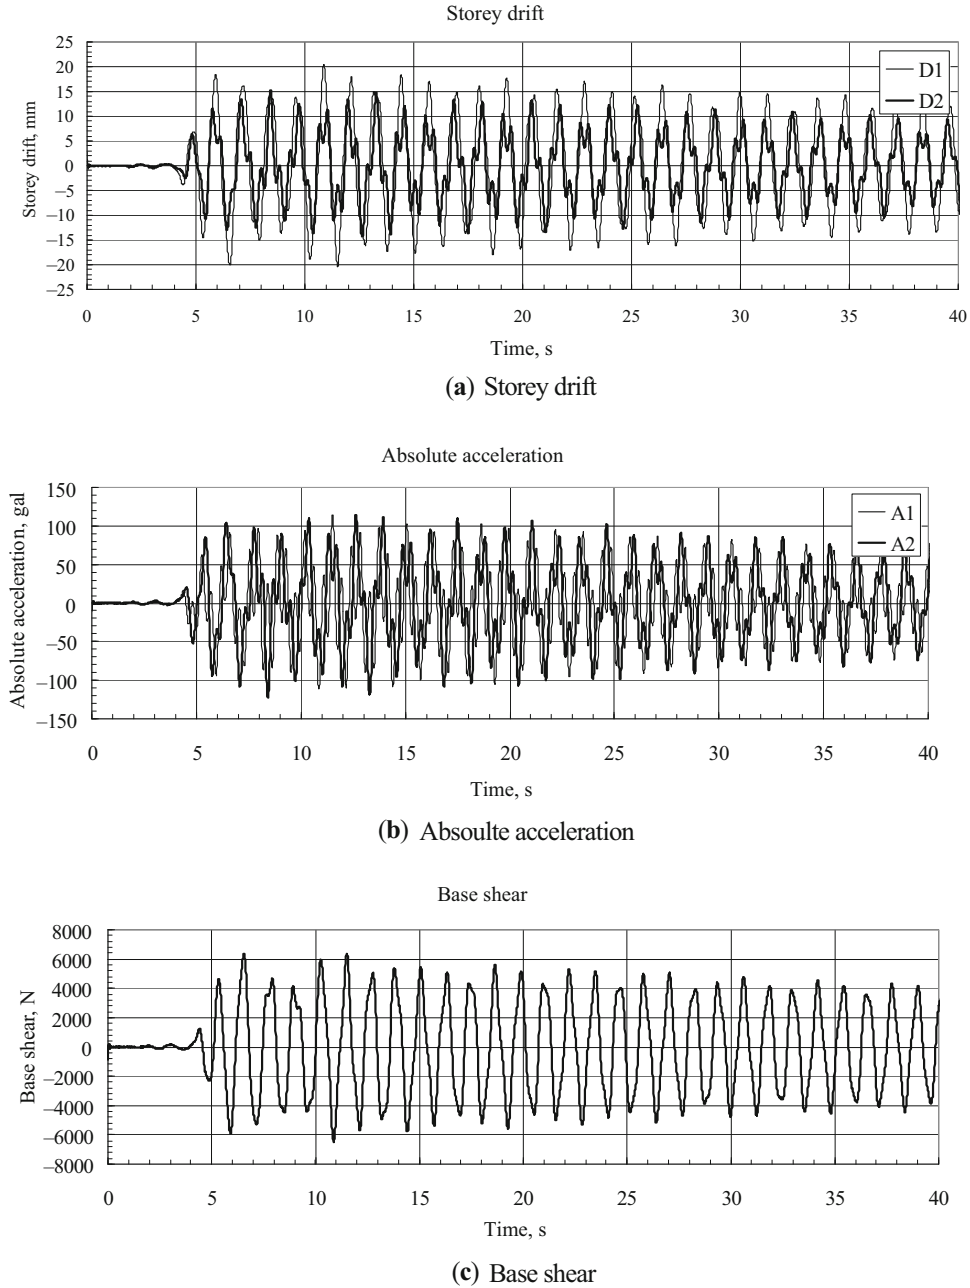 Storey drift
25
20
15
10
5
0
−5
−10
−15
−20
−25
Storey drift, mm
D1
D2
0 5 10 15 20 25 30 35 40
Time, s
(a) Storey drift
Absolute acceleration
150
100
50
0
−50
−100
−150
Absolute acceleration, gal
A1
A2
0 5 10 15 20 25 30 35 40
Time, s
(b) Absoulte acceleration
Base shear
8000
6000
4000
2000
0
−2000
−4000
−6000
−8000
Base shear, N
0 5 10 15 20 25 30 35 40
Time, s
(c) Base shear